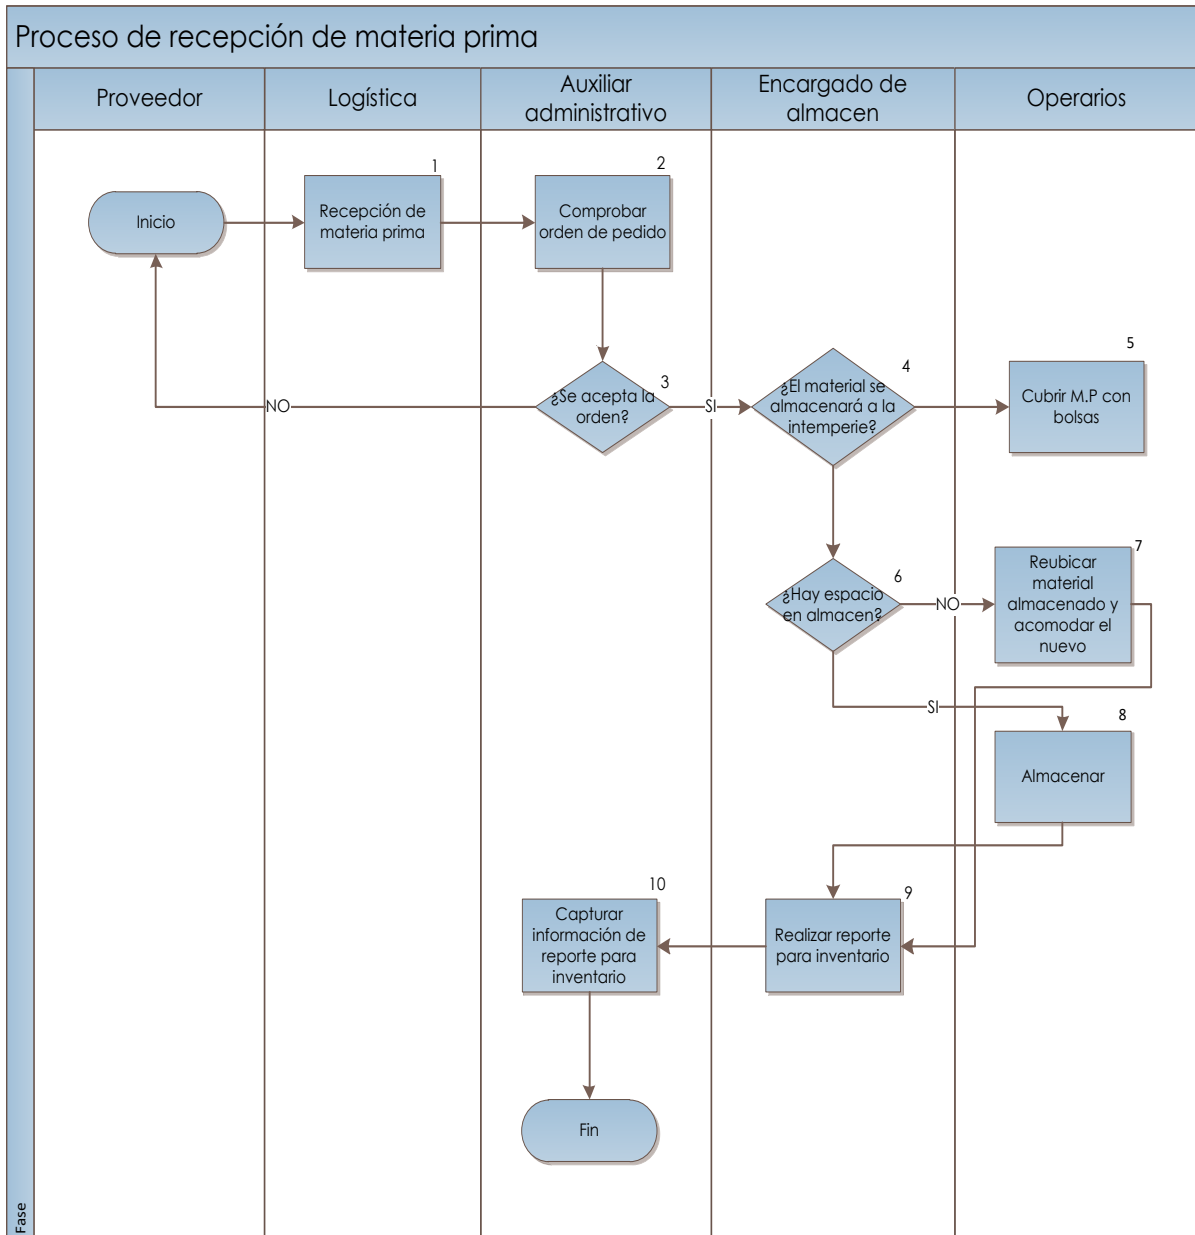 Proceso de recepción de materia prima
Fase
Proveedor
Logística
Auxiliar
administrativo
Encargado de
almacen
Operarios
Inicio
1
Recepción de
materia prima
2
Comprobar
orden de pedido
3
¿Se acepta la
orden?
NO
SI
4
¿El material se
almacenará a la
intemperie?
5
Cubrir M.P con
bolsas
6
¿Hay espacio
en almacen?
NO
7
Reubicar
material
almacenado y
acomodar el
nuevo
SI
8
Almacenar
9
Realizar reporte
para inventario
10
Capturar
información de
reporte para
inventario
Fin